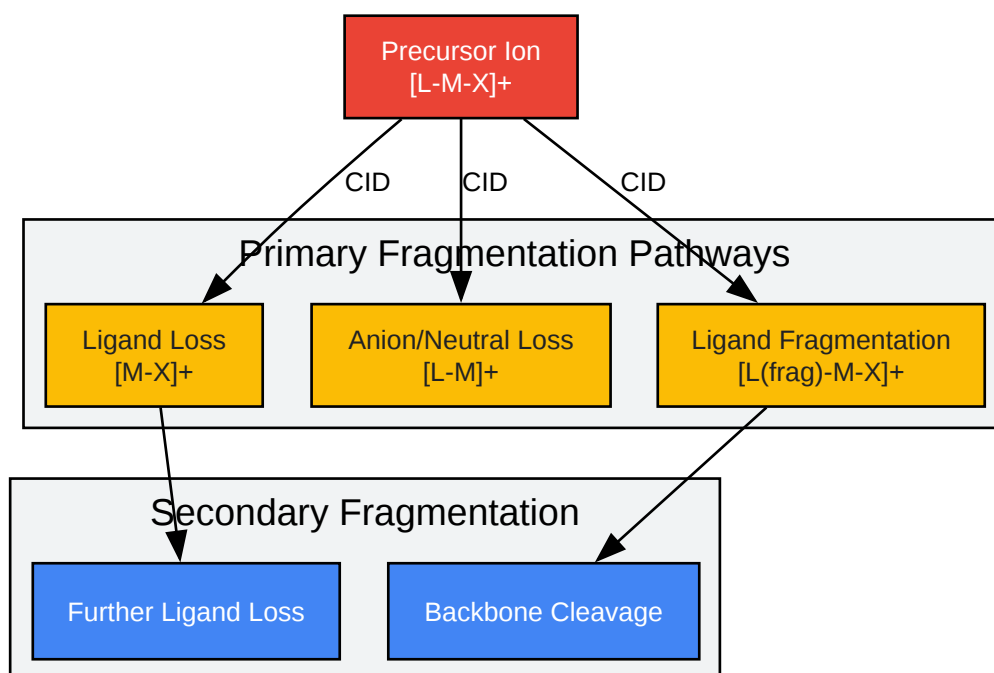 Precursor Ion
[L-M-X]+
CID
CID
CID
Primary Fragmentation Pathways
Ligand Loss
[M-X]+
Anion/Neutral Loss
[L-M]+
Ligand Fragmentation
[L(frag)-M-X]+
Secondary Fragmentation
Further Ligand Loss
Backbone Cleavage